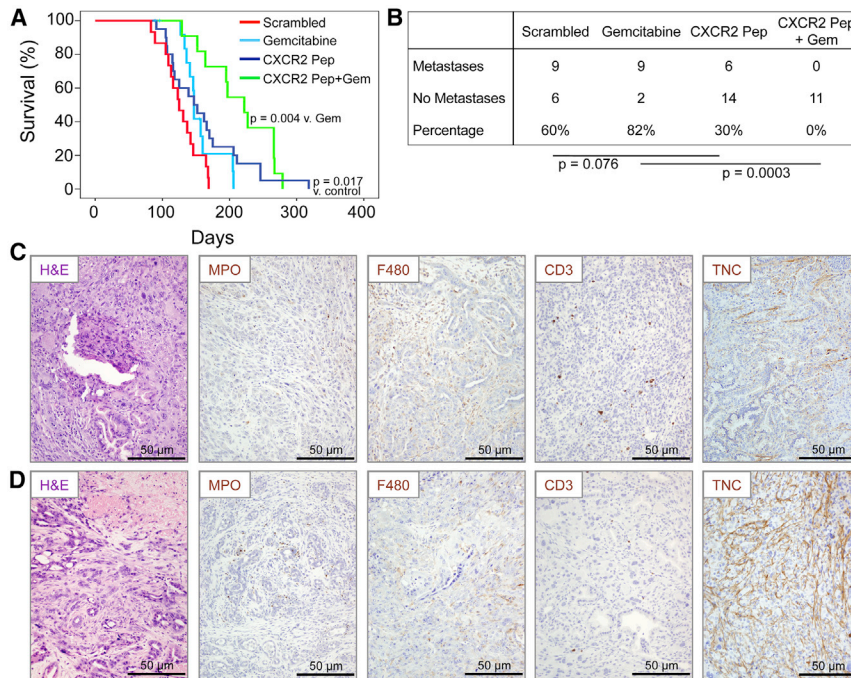 A
Survival (%)
100
80
60
40
20
0
0 100 200 300 400
Days
Scrambled
Gemcitabine
CXCR2 Pep
CXCR2 Pep+Gem
p = 0.004 v. Gem
p = 0.017
v. control
B
Scrambled Gemcitabine CXCR2 Pep CXCR2 Pep
+ Gem
Metastases 9 9 6 0
No Metastases 6 2 14 11
Percentage 60% 82% 30% 0%
p = 0.076
p = 0.0003
C
H&E MPO F480 CD3 TNC
50 µm 50 µm 50 µm 50 µm 50 µm
D
H&E MPO F480 CD3 TNC
50 µm 50 µm 50 µm 50 µm 50 µm